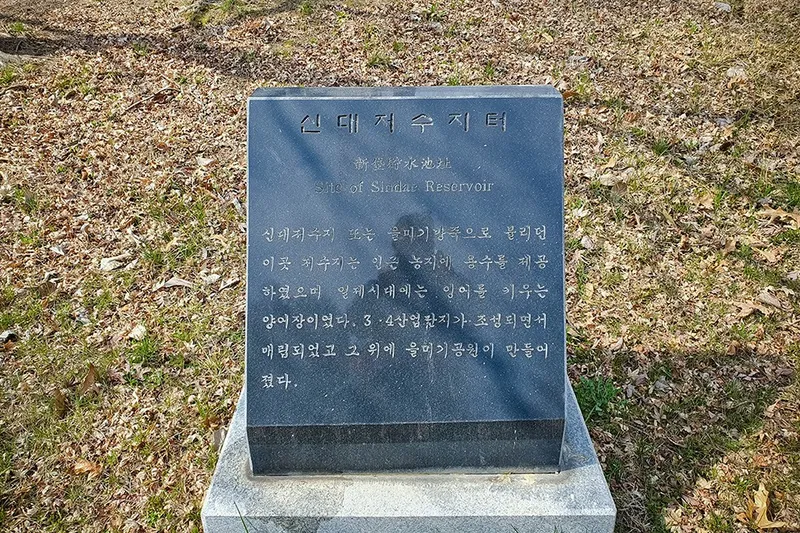 신대저수지터
新垈貯水池址
Site of Sindae Reservoir
신대저수지 또는 을미기방죽으로 불리던
이곳 저수지는 인근 농지에 용수를 제공
하였으며 일제시대에는 잉어를 키우는
양어장이었다. 3·4산업단지가 조성되면서
매립되었고 그 위에 을미기공원이 만들어
졌다.